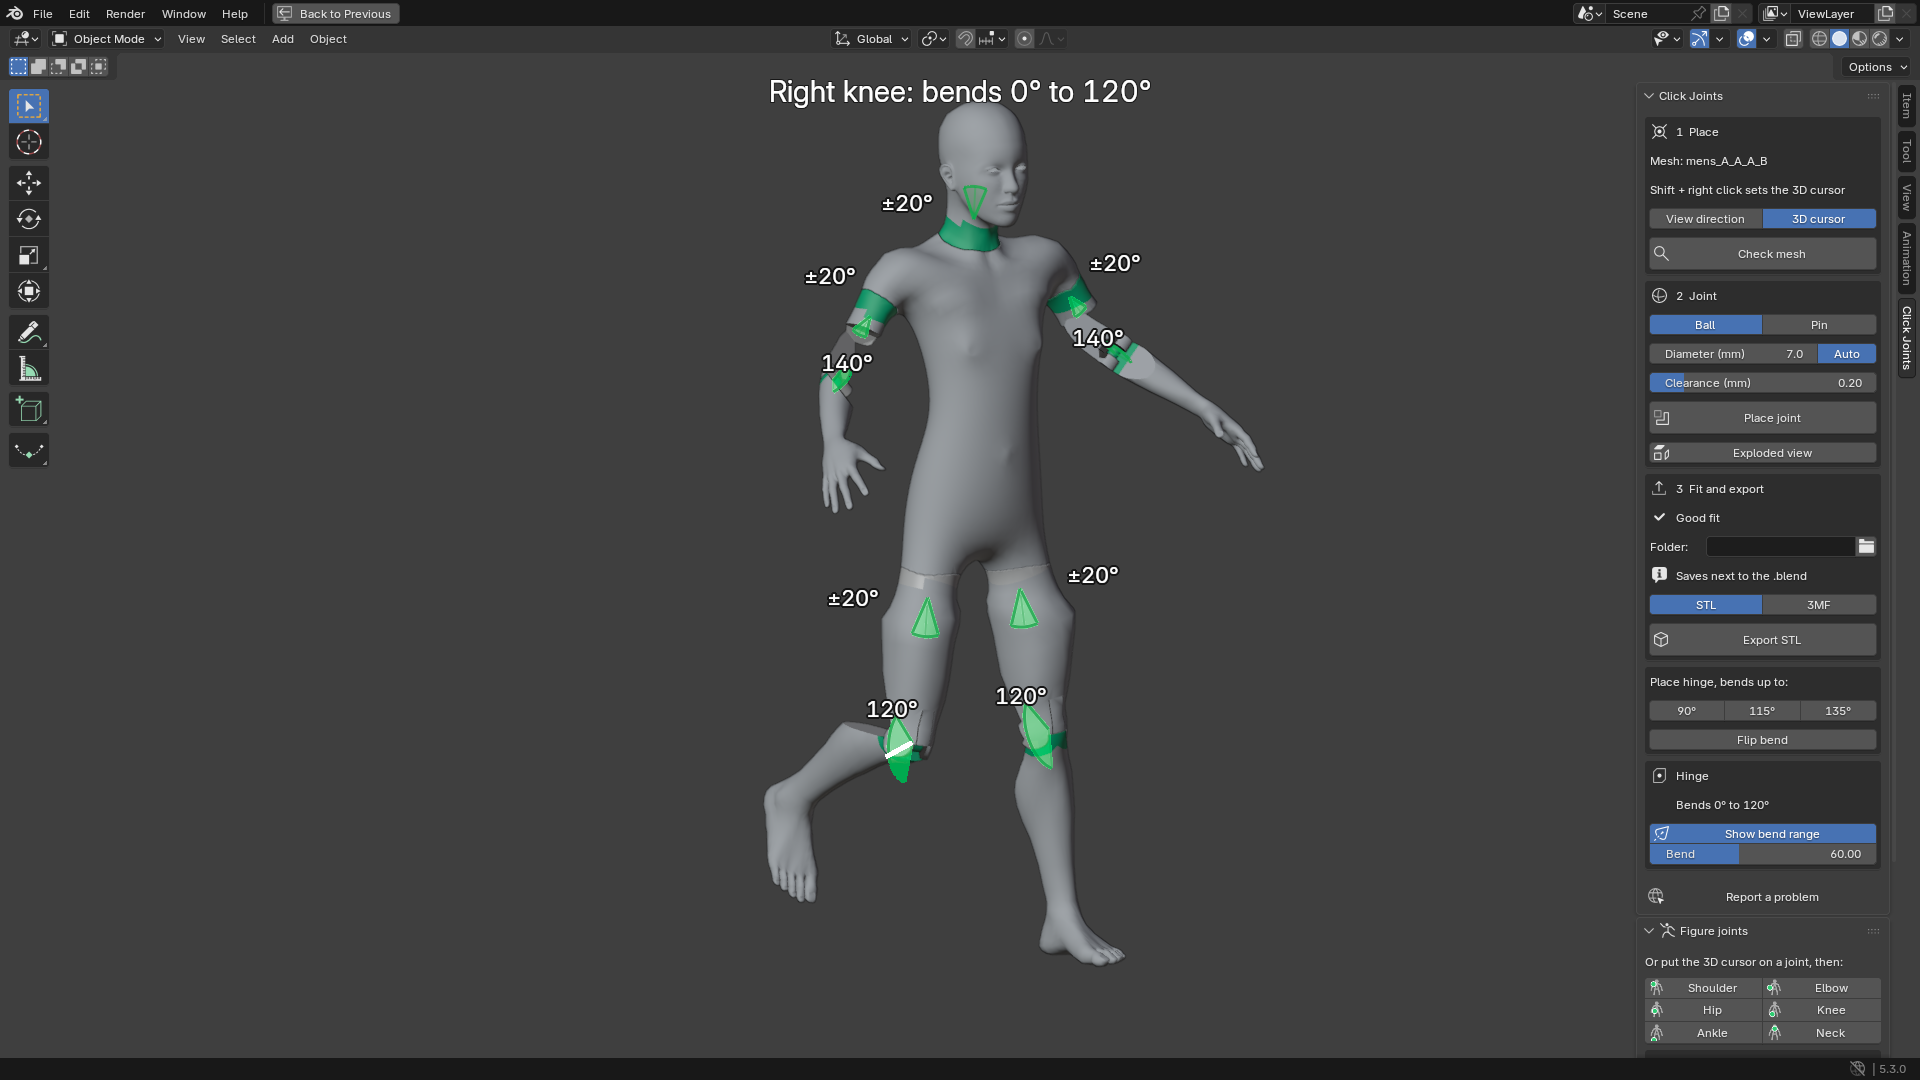 File Edit Render Window Help Back to Previous Scene ViewLayer
Object Mode View Select Add Object Global
Options
Right knee: bends 0° to 120°
±20°
±20°
±20°
140°
140°
±20°
±20°
120°
120°
Click Joints
1 Place
Mesh: mens_A_A_A_B
Shift + right click sets the 3D cursor
View direction 3D cursor
Check mesh
2 Joint
Ball Pin
Diameter (mm) 7.0 Auto
Clearance (mm) 0.20
Place joint
Exploded view
3 Fit and export
Good fit
Folder:
Saves next to the .blend
STL 3MF
Export STL
Place hinge, bends up to:
90° 115° 135°
Flip bend
Hinge
Bends 0° to 120°
Show bend range
Bend 60.00
Report a problem
Figure joints
Or put the 3D cursor on a joint, then:
Shoulder Elbow
Hip Knee
Ankle Neck
Item
Tool
View
Animation
Click Joints
5.3.0